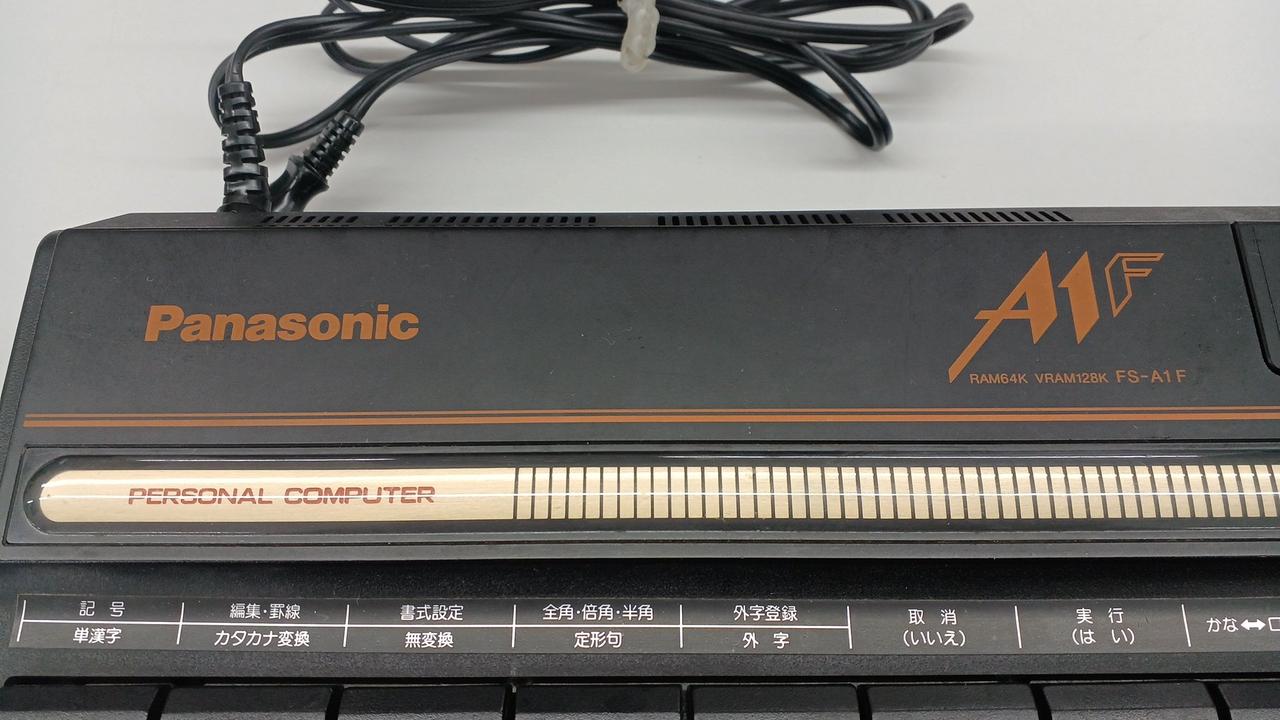 Panasonic
A1F
RAM64K VRAM128K FS-A1F
PERSONAL COMPUTER
記号 編集・罫線 書式設定 全角・倍角・半角 外字登録 取消 実行
単漢字 カタカナ変換 無変換 定形句 外字 (いいえ) (はい) かな⬌